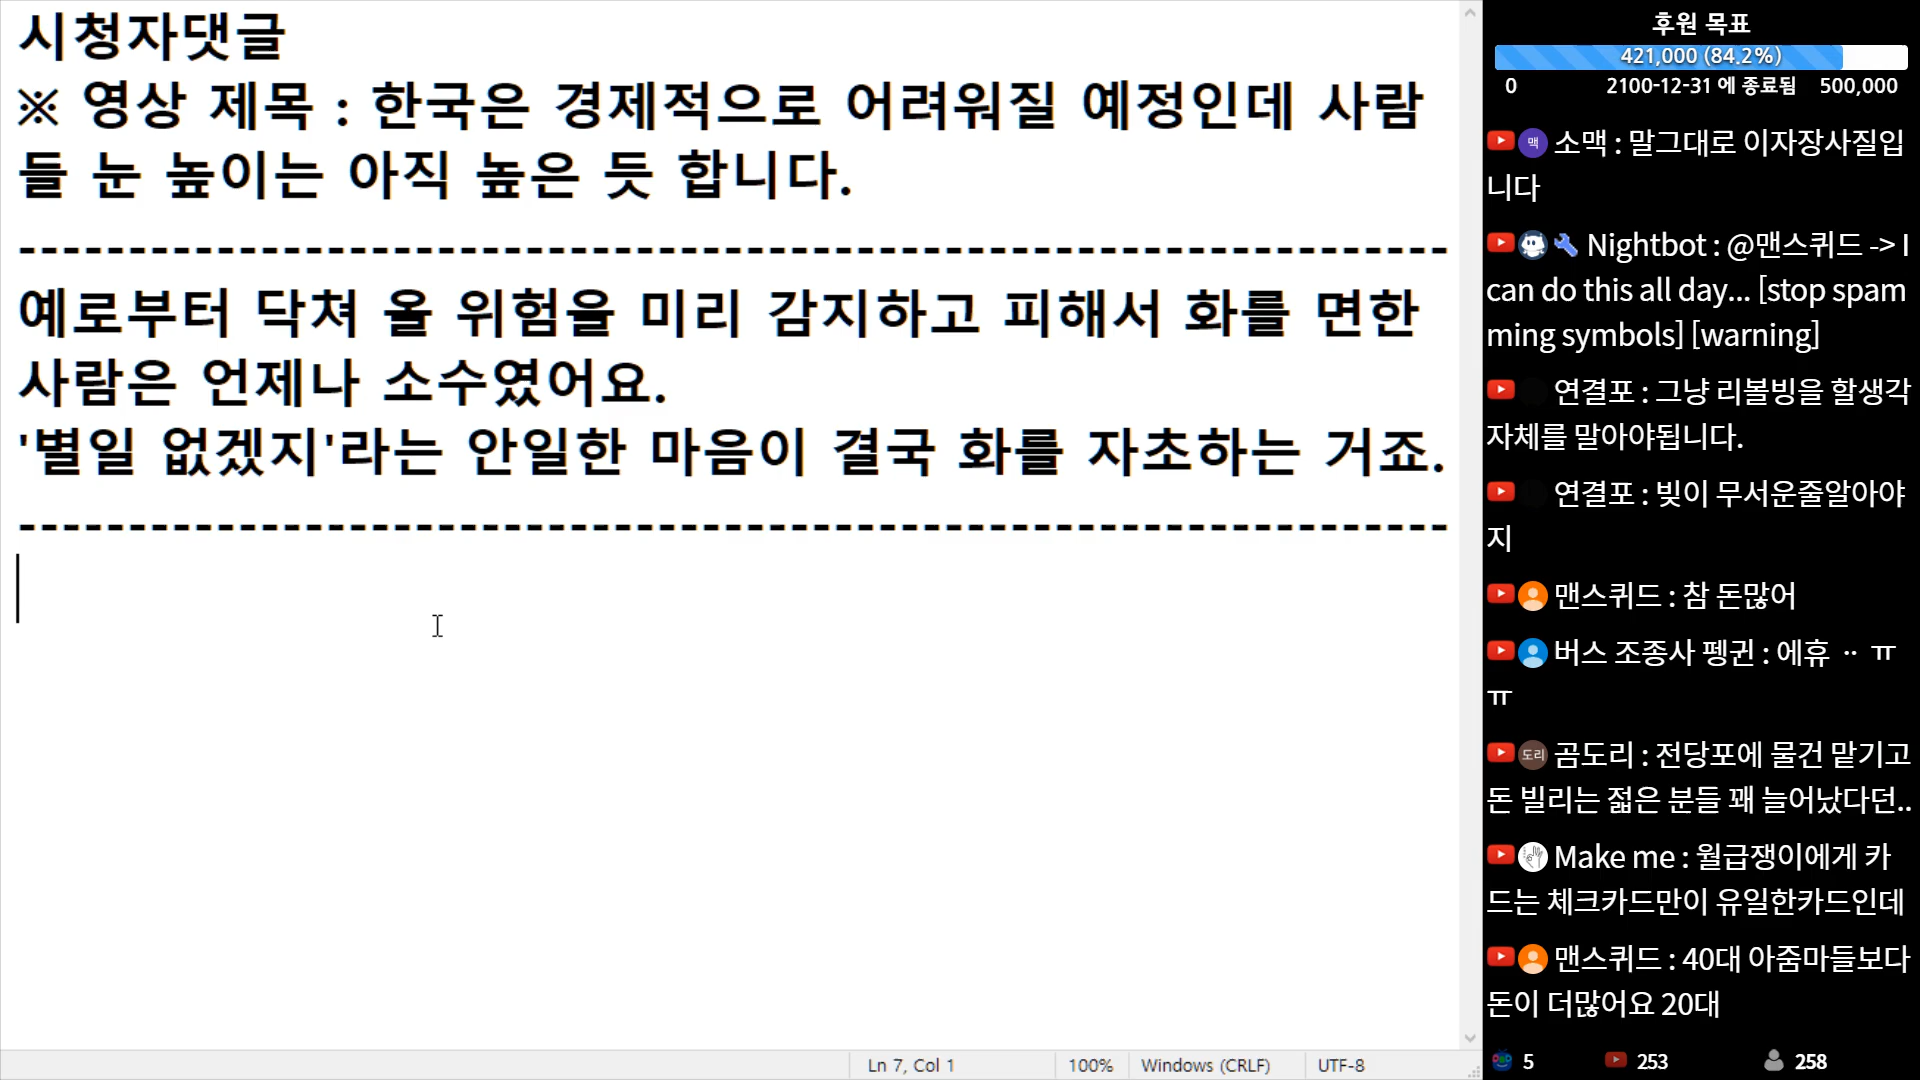 시청자댓글
※ 영상 제목 : 한국은 경제적으로 어려워질 예정인데 사람
들 눈 높이는 아직 높은 듯 합니다.
------------------------------------------------------------------
예로부터 닥쳐 올 위험을 미리 감지하고 피해서 화를 면한
사람은 언제나 소수였어요.
'별일 없겠지'라는 안일한 마음이 결국 화를 자초하는 거죠.
------------------------------------------------------------------
Ln 7, Col 1
100%
Windows (CRLF)
UTF-8
후원 목표
421,000 (84.2%)
0 2100-12-31 에 종료됨 500,000
맥 소맥 : 말그대로 이자장사질입
니다
Nightbot : @맨스퀴드 -> I
can do this all day... [stop spam
ming symbols] [warning]
연결포 : 그냥 리볼빙을 할생각
자체를 말아야됩니다.
연결포 : 빚이 무서운줄알아야
지
맨스퀴드 : 참 돈많어
버스 조종사 펭귄 : 에휴 ·· ㅠ
ㅠ
도리 곰도리 : 전당포에 물건 맡기고
돈 빌리는 젊은 분들 꽤 늘어났다던..
Make me : 월급쟁이에게 카
드는 체크카드만이 유일한카드인데
맨스퀴드 : 40대 아줌마들보다
돈이 더많어요 20대
5 253 258